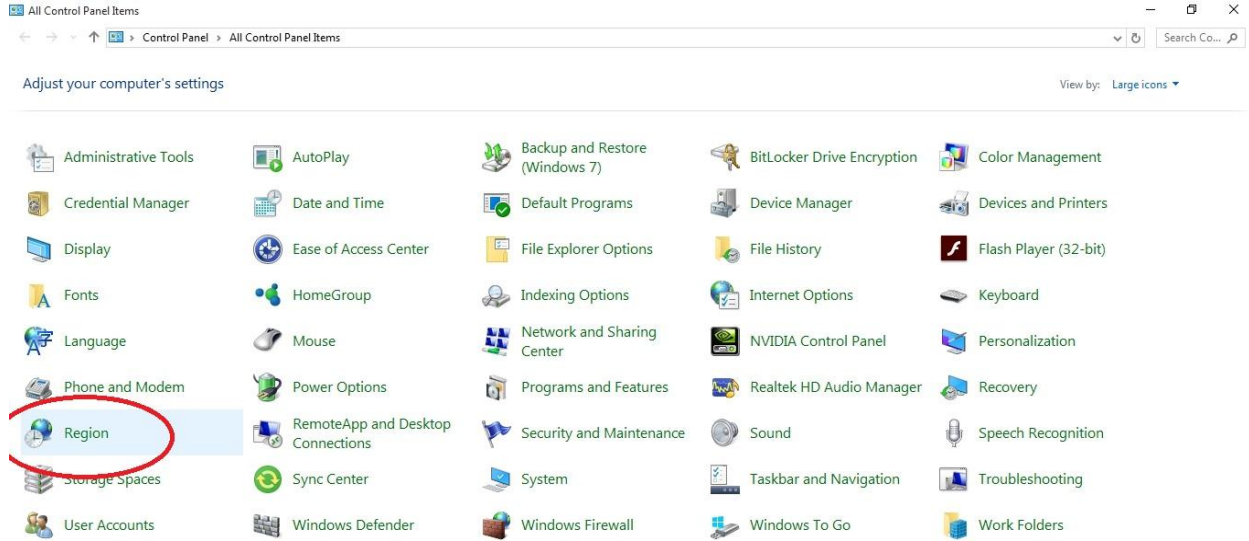 All Control Panel Items
Control Panel › All Control Panel Items
Search Co...
Adjust your computer's settings
View by: Large icons
Administrative Tools
AutoPlay
Backup and Restore
(Windows 7)
BitLocker Drive Encryption
Color Management
Credential Manager
Date and Time
Default Programs
Device Manager
Devices and Printers
Display
Ease of Access Center
File Explorer Options
File History
Flash Player (32-bit)
Fonts
HomeGroup
Indexing Options
Internet Options
Keyboard
Language
Mouse
Network and Sharing
Center
NVIDIA Control Panel
Personalization
Phone and Modem
Power Options
Programs and Features
Realtek HD Audio Manager
Recovery
Region
RemoteApp and Desktop
Connections
Security and Maintenance
Sound
Speech Recognition
Storage Spaces
Sync Center
System
Taskbar and Navigation
Troubleshooting
User Accounts
Windows Defender
Windows Firewall
Windows To Go
Work Folders